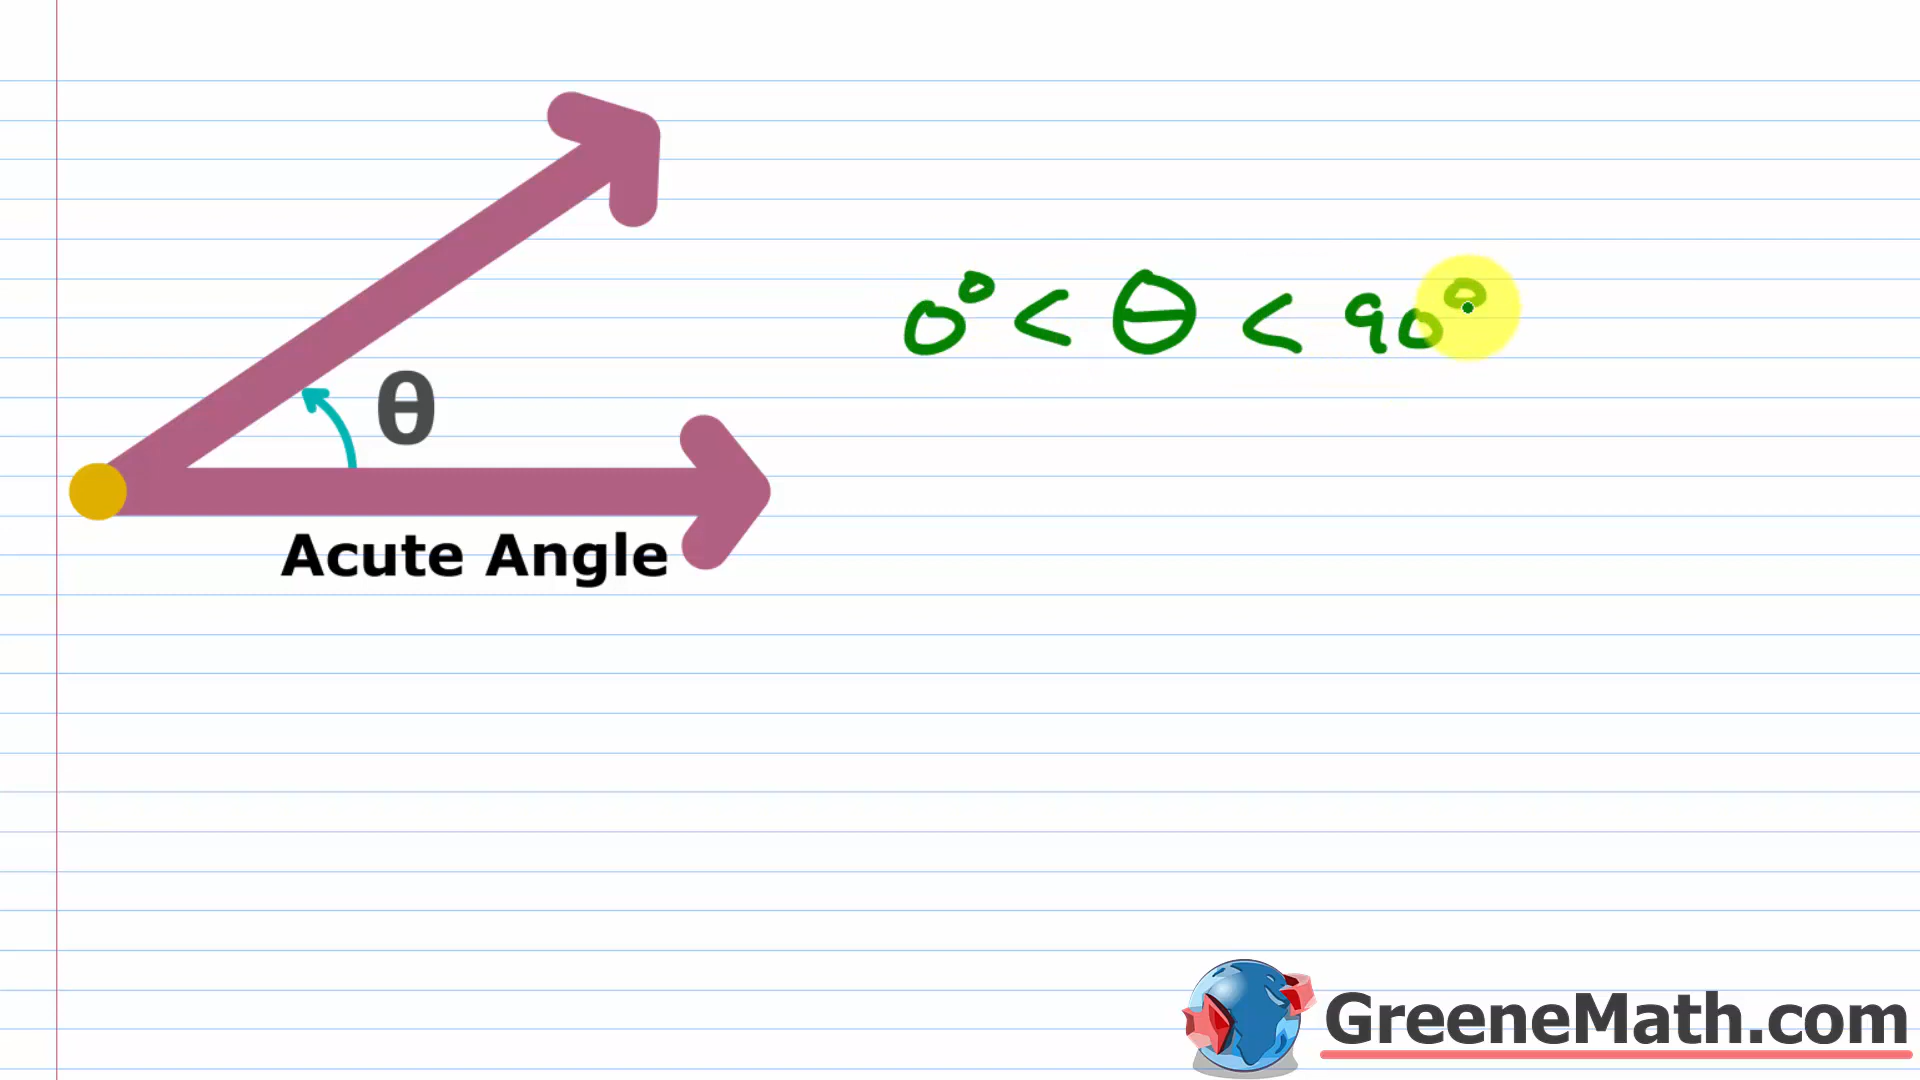 0° < θ < 90°
θ
Acute Angle
GreeneMath.com